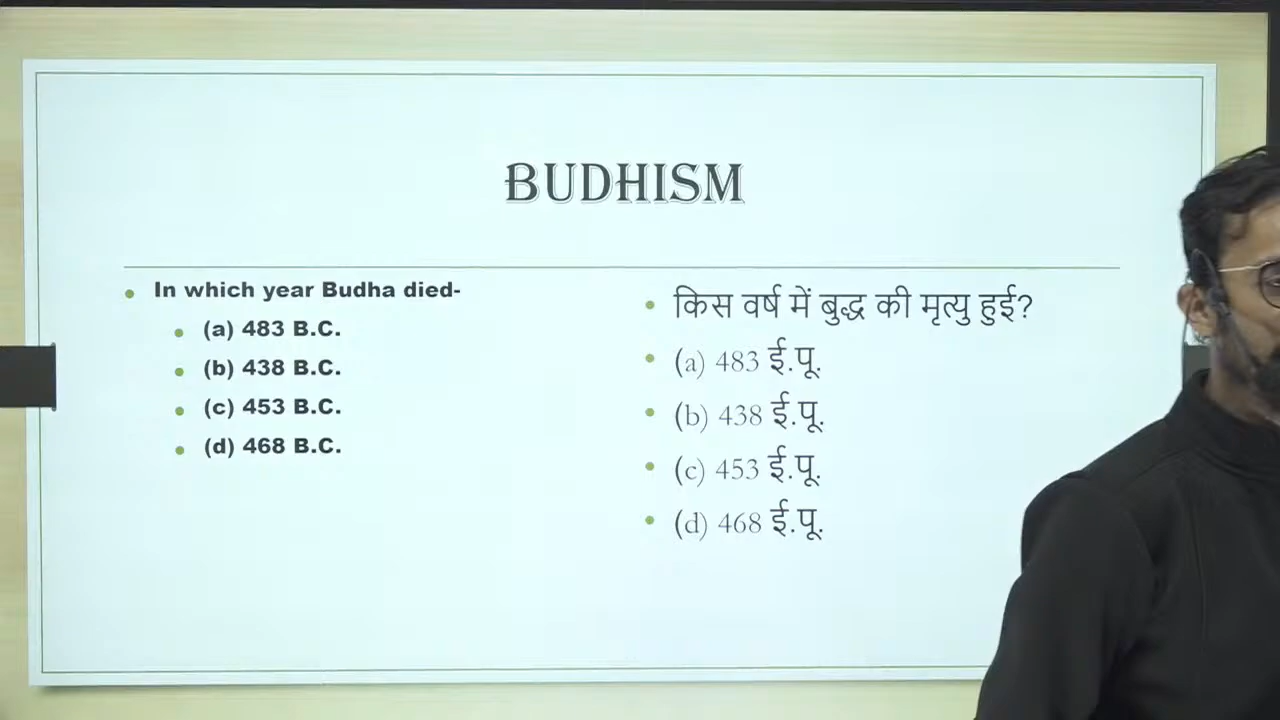 BUDHISM
In which year Budha died-
(a) 483 B.C.
(b) 438 B.C.
(c) 453 B.C.
(d) 468 B.C.
किस वर्ष में बुद्ध की मृत्यु हुई?
(a) 483 ई.पू.
(b) 438 ई.पू.
(c) 453 ई.पू.
(d) 468 ई.पू.